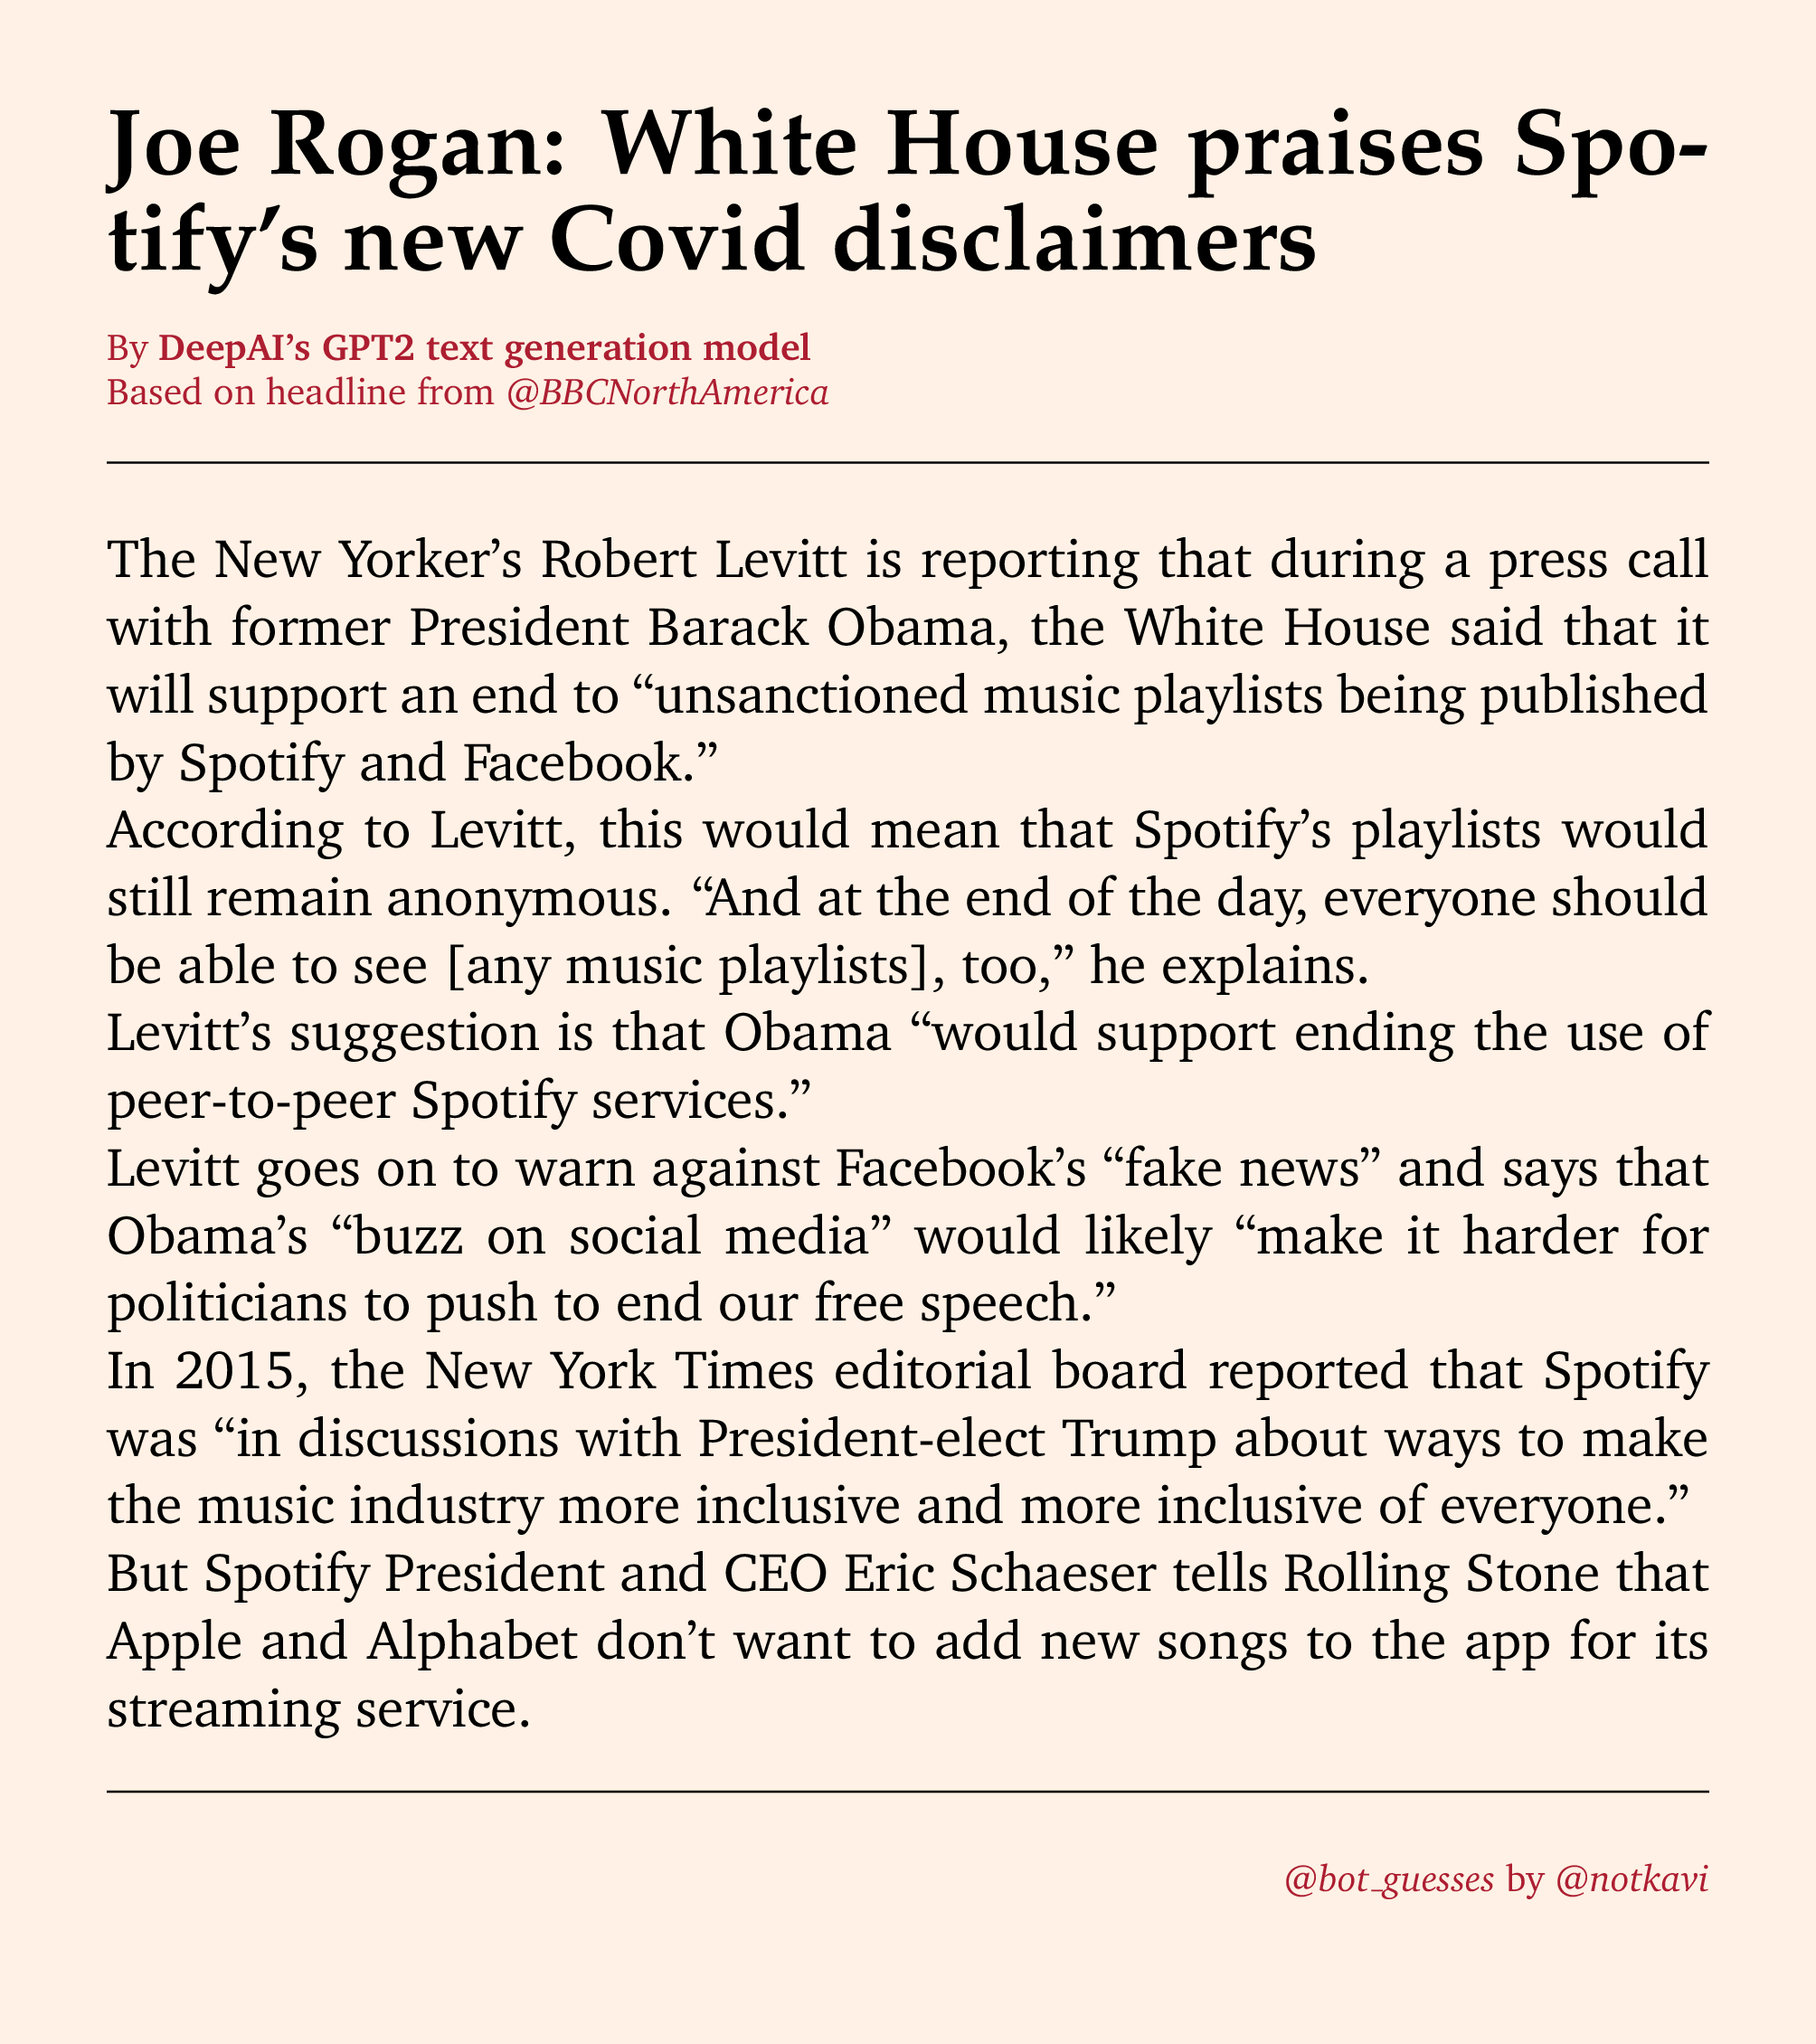 Joe Rogan: White House praises Spo-
tify’s new Covid disclaimers
By DeepAI’s GPT2 text generation model
Based on headline from @BBCNorthAmerica
The New Yorker’s Robert Levitt is reporting that during a press call
with former President Barack Obama, the White House said that it
will support an end to “unsanctioned music playlists being published
by Spotify and Facebook.”
According to Levitt, this would mean that Spotify’s playlists would
still remain anonymous. “And at the end of the day, everyone should
be able to see [any music playlists], too,” he explains.
Levitt’s suggestion is that Obama “would support ending the use of
peer-to-peer Spotify services.”
Levitt goes on to warn against Facebook’s “fake news” and says that
Obama’s “buzz on social media” would likely “make it harder for
politicians to push to end our free speech.”
In 2015, the New York Times editorial board reported that Spotify
was “in discussions with President-elect Trump about ways to make
the music industry more inclusive and more inclusive of everyone.”
But Spotify President and CEO Eric Schaeser tells Rolling Stone that
Apple and Alphabet don’t want to add new songs to the app for its
streaming service.
@bot_guesses by @notkavi